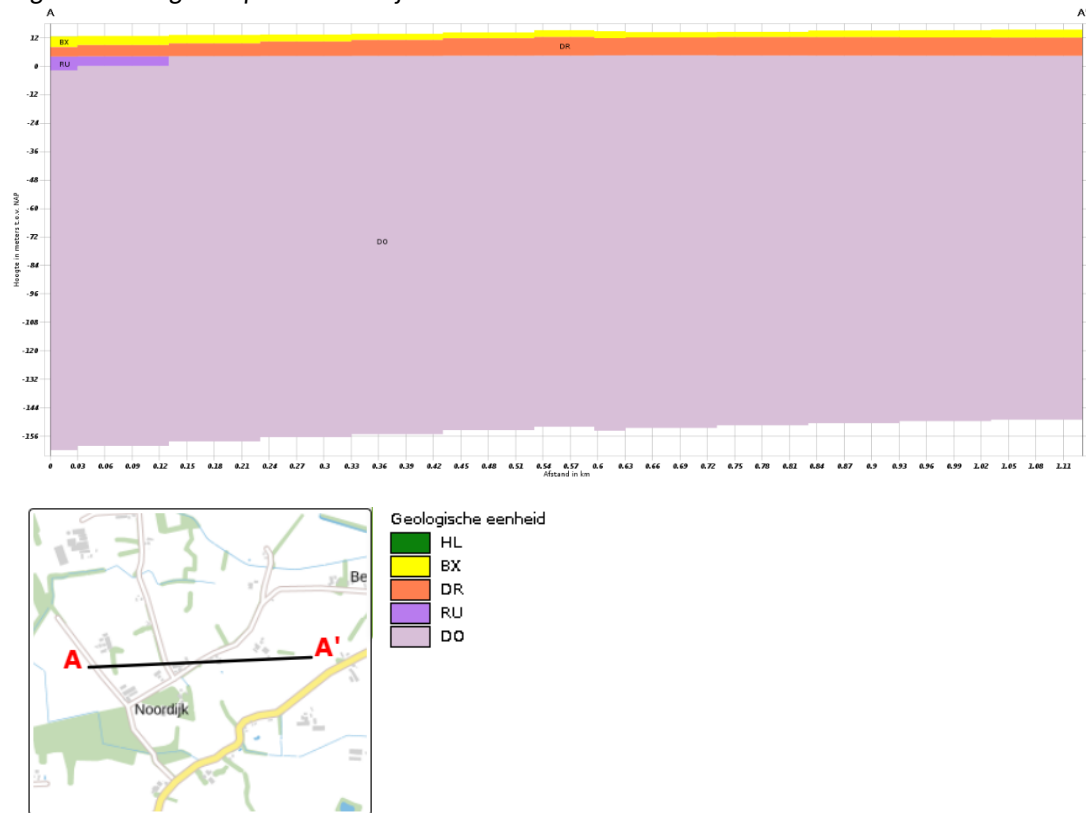 A A
12
BX
DR
RU
0
-12
-24
-36
-48
-60
-72
DO
-84
-96
-108
-120
-132
-144
-156
Hoogte in meters t.o.v. NAP
0 0.03 0.06 0.09 0.12 0.15 0.18 0.21 0.24 0.27 0.3 0.33 0.36 0.39 0.42 0.45 0.48 0.51 0.54 0.57 0.6 0.63 0.66 0.69 0.72 0.75 0.78 0.81 0.84 0.87 0.9 0.93 0.96 0.99 1.02 1.05 1.08 1.11
Afstand in km
Be
A A'
Noordijk
Geologische eenheid
HL
BX
DR
RU
DO